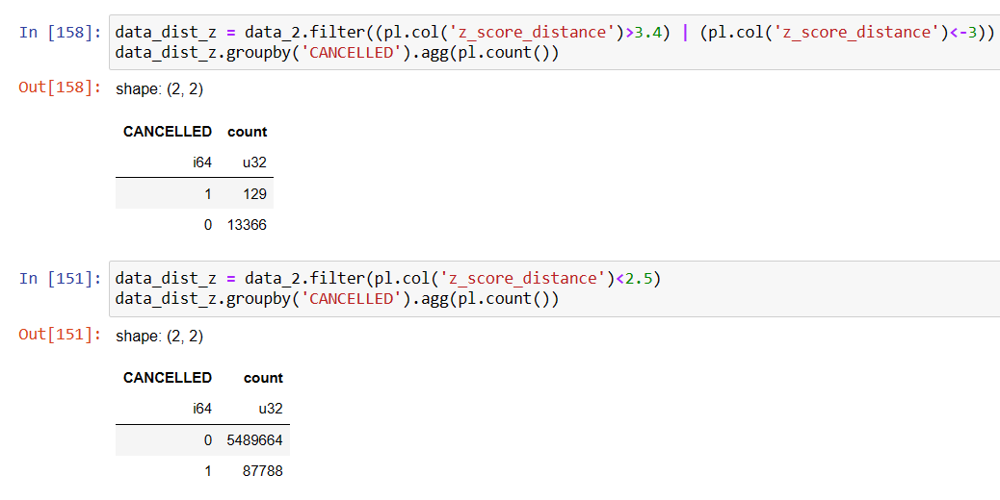 In [158]: data_dist_z = data_2.filter((pl.col('z_score_distance')>3.4) | (pl.col('z_score_distance')<-3))
data_dist_z.groupby('CANCELLED').agg(pl.count())
Out[158]: shape: (2, 2)
CANCELLED count
i64 u32
1 129
0 13366
In [151]: data_dist_z = data_2.filter(pl.col('z_score_distance')<2.5)
data_dist_z.groupby('CANCELLED').agg(pl.count())
Out[151]: shape: (2, 2)
CANCELLED count
i64 u32
0 5489664
1 87788